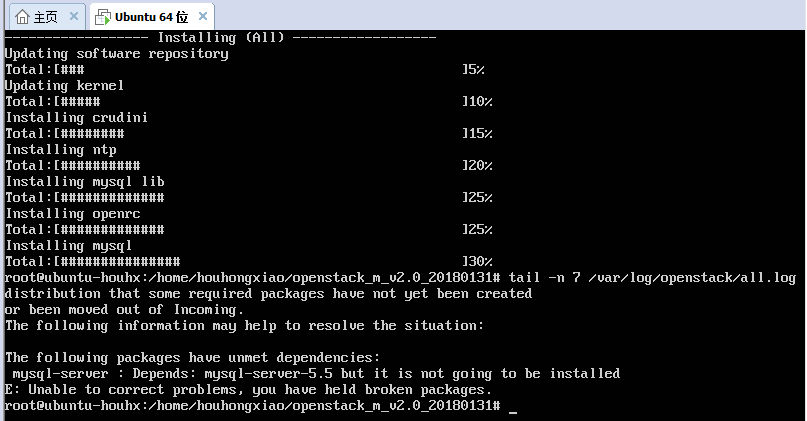 主页 Ubuntu 64 位
------------------ Installing (All) ------------------
Updating software repository
Total:[### ]5%
Updating kernel
Total:[##### ]10%
Installing crudini
Total:[######## ]15%
Installing ntp
Total:[########## ]20%
Installing mysql lib
Total:[############# ]25%
Installing openrc
Total:[############# ]25%
Installing mysql
Total:[############### ]30%
root@ubuntu-houhx:/home/houhongxiao/openstack_m_v2.0_20180131# tail -n 7 /var/log/openstack/all.log
distribution that some required packages have not yet been created
or been moved out of Incoming.
The following information may help to resolve the situation:

The following packages have unmet dependencies:
 mysql-server : Depends: mysql-server-5.5 but it is not going to be installed
E: Unable to correct problems, you have held broken packages.
root@ubuntu-houhx:/home/houhongxiao/openstack_m_v2.0_20180131# _